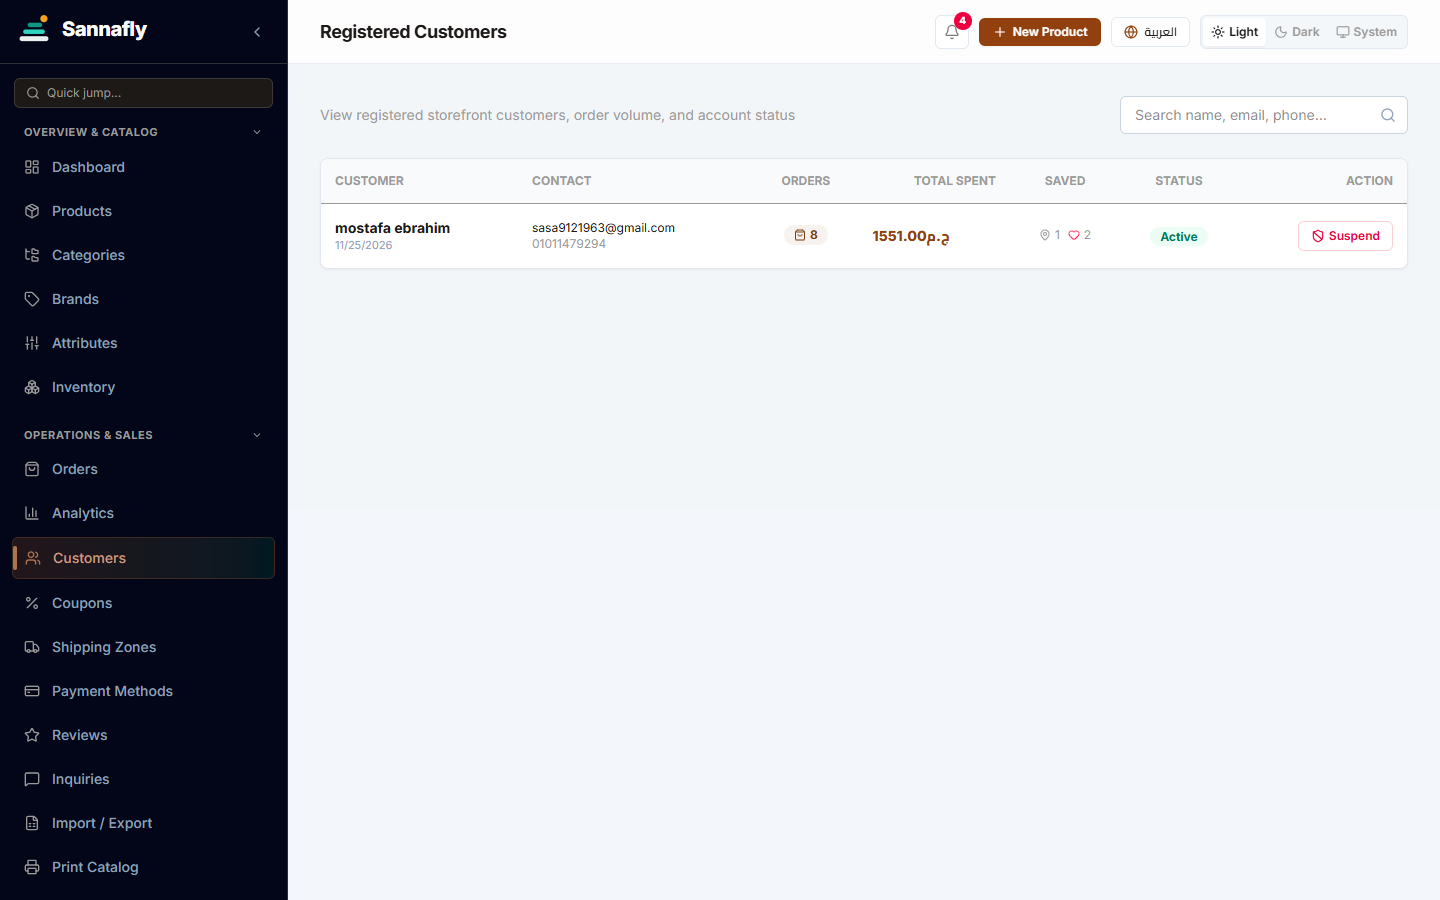 Sannafly
Quick jump...
OVERVIEW & CATALOG
Dashboard
Products
Categories
Brands
Attributes
Inventory
OPERATIONS & SALES
Orders
Analytics
Customers
Coupons
Shipping Zones
Payment Methods
Reviews
Inquiries
Import / Export
Print Catalog
Registered Customers
4
New Product
العربية
Light
Dark
System
View registered storefront customers, order volume, and account status
Search name, email, phone...
CUSTOMER CONTACT ORDERS TOTAL SPENT SAVED STATUS ACTION
mostafa ebrahim
11/25/2026
sasa9121963@gmail.com
01011479294
8
1551.00ج.م
1 2
Active
Suspend